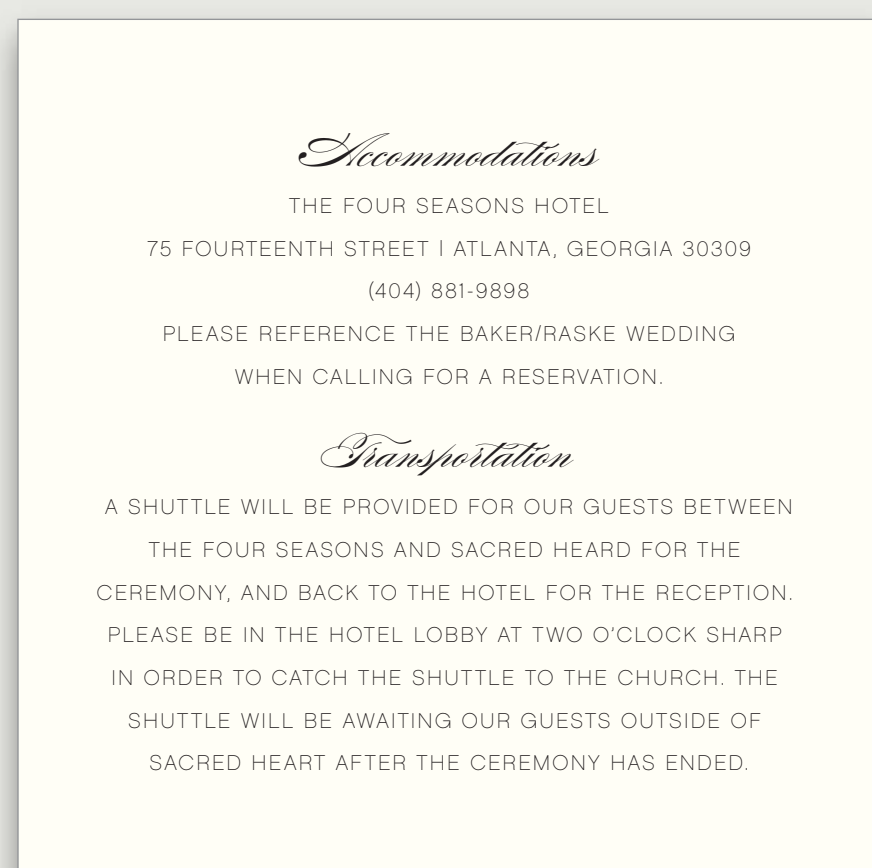 Accommodations
THE FOUR SEASONS HOTEL
75 FOURTEENTH STREET | ATLANTA, GEORGIA 30309
(404) 881-9898
PLEASE REFERENCE THE BAKER/RASKE WEDDING
WHEN CALLING FOR A RESERVATION.
Transportation
A SHUTTLE WILL BE PROVIDED FOR OUR GUESTS BETWEEN
THE FOUR SEASONS AND SACRED HEARD FOR THE
CEREMONY, AND BACK TO THE HOTEL FOR THE RECEPTION.
PLEASE BE IN THE HOTEL LOBBY AT TWO O’CLOCK SHARP
IN ORDER TO CATCH THE SHUTTLE TO THE CHURCH. THE
SHUTTLE WILL BE AWAITING OUR GUESTS OUTSIDE OF
SACRED HEART AFTER THE CEREMONY HAS ENDED.